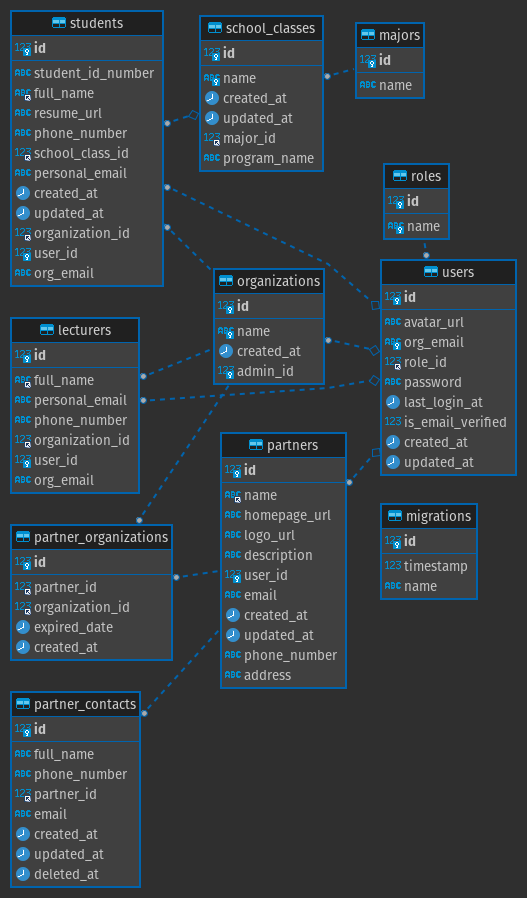 students
id
student_id_number
full_name
resume_url
phone_number
school_class_id
personal_email
created_at
updated_at
organization_id
user_id
org_email
school_classes
id
name
created_at
updated_at
major_id
program_name
majors
id
name
roles
id
name
users
id
avatar_url
org_email
role_id
password
last_login_at
is_email_verified
created_at
updated_at
organizations
id
name
created_at
admin_id
lecturers
id
full_name
personal_email
phone_number
organization_id
user_id
org_email
partners
id
name
homepage_url
logo_url
description
user_id
email
created_at
updated_at
phone_number
address
migrations
id
timestamp
name
partner_organizations
id
partner_id
organization_id
expired_date
created_at
partner_contacts
id
full_name
phone_number
partner_id
email
created_at
updated_at
deleted_at